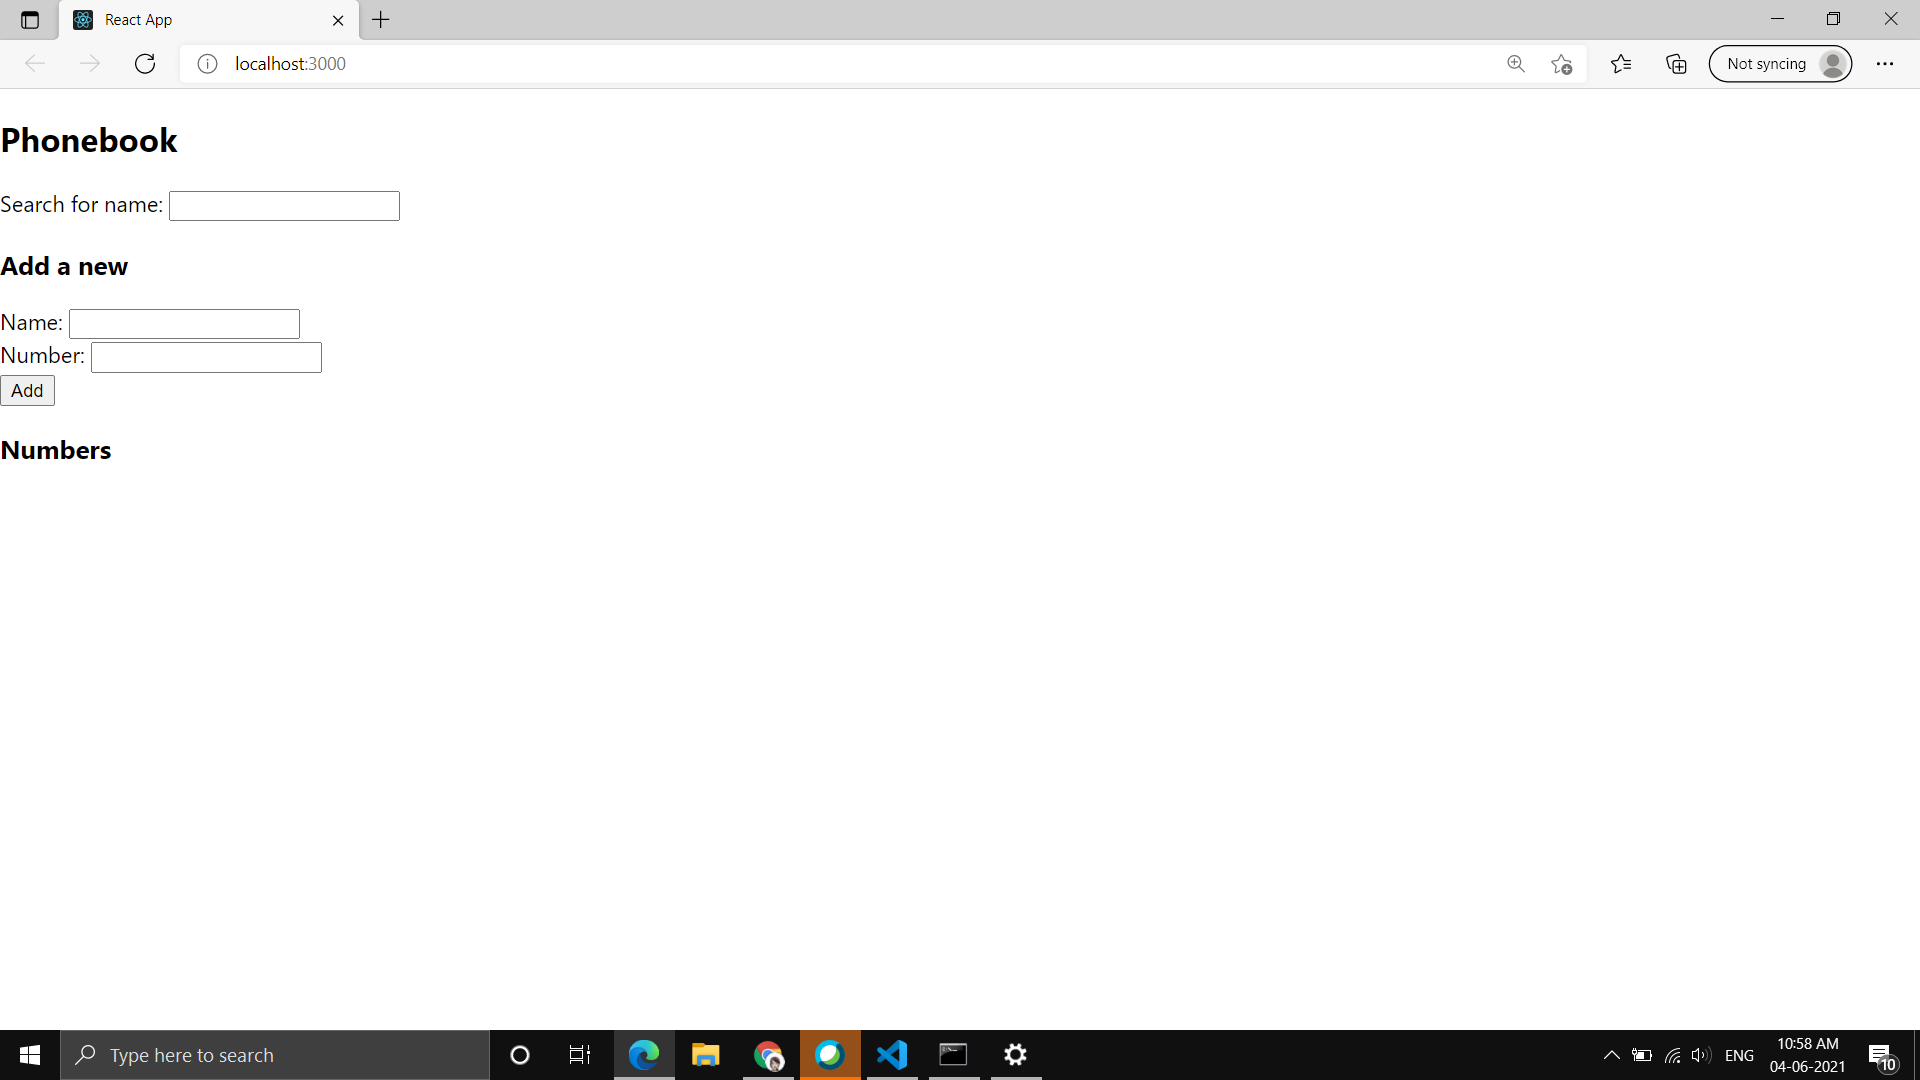 React App
localhost:3000
Not syncing
Phonebook
Search for name:
Add a new
Name:
Number:
Add
Numbers
Type here to search
ENG
10:58 AM
04-06-2021
10